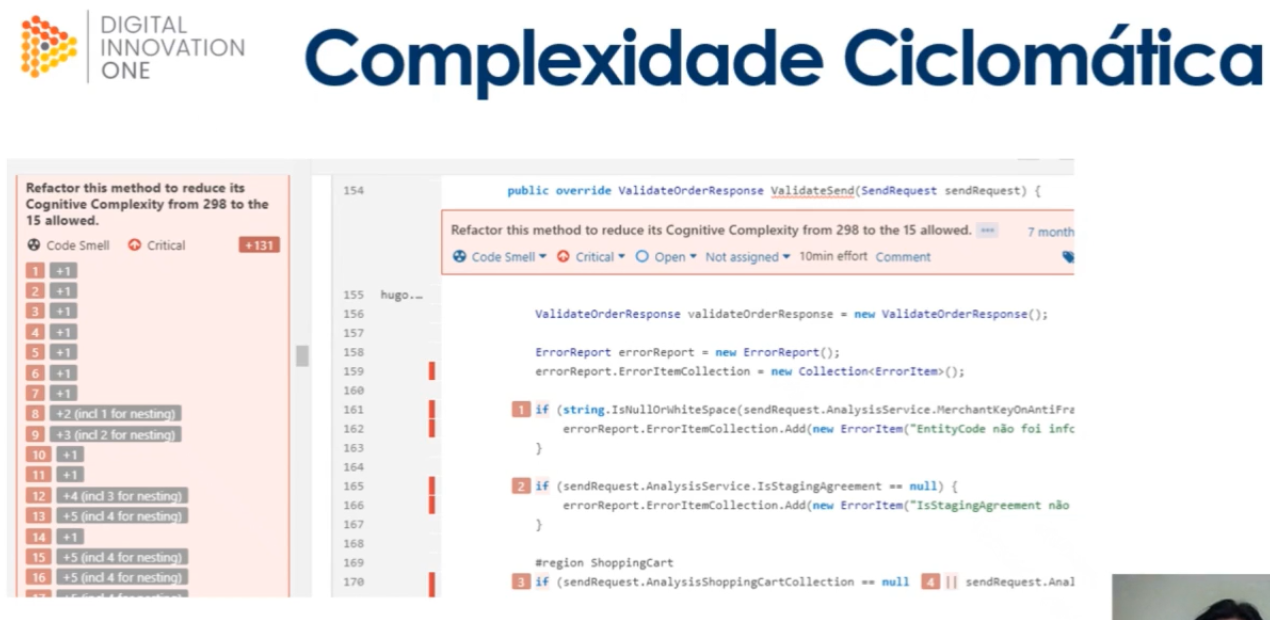 DIGITAL
INNOVATION
ONE
Complexidade Ciclomática
Refactor this method to reduce its
Cognitive Complexity from 298 to the
15 allowed.
Code Smell Critical +131
1 +1
2 +1
3 +1
4 +1
5 +1
6 +1
7 +1
8 +2 (incl 1 for nesting)
9 +3 (incl 2 for nesting)
10 +1
11 +1
12 +4 (incl 3 for nesting)
13 +5 (incl 4 for nesting)
14 +1
15 +5 (incl 4 for nesting)
16 +5 (incl 4 for nesting)
154 public override ValidateOrderResponse ValidateSend(SendRequest sendRequest) {
Refactor this method to reduce its Cognitive Complexity from 298 to the 15 allowed. ••• 7 month
Code Smell Critical Open Not assigned 10min effort Comment
155 hugo.…
156 ValidateOrderResponse validateOrderResponse = new ValidateOrderResponse();
157
158 ErrorReport errorReport = new ErrorReport();
159 errorReport.ErrorItemCollection = new Collection<ErrorItem>();
160
161 1 if (string.IsNullOrWhiteSpace(sendRequest.AnalysisService.MerchantKeyOnAntiFra
162 errorReport.ErrorItemCollection.Add(new ErrorItem("EntityCode não foi info
163 }
164
165 2 if (sendRequest.AnalysisService.IsStagingAgreement == null) {
166 errorReport.ErrorItemCollection.Add(new ErrorItem("IsStagingAgreement não
167 }
168
169 #region ShoppingCart
170 3 if (sendRequest.AnalysisShoppingCartCollection == null 4 || sendRequest.Anal